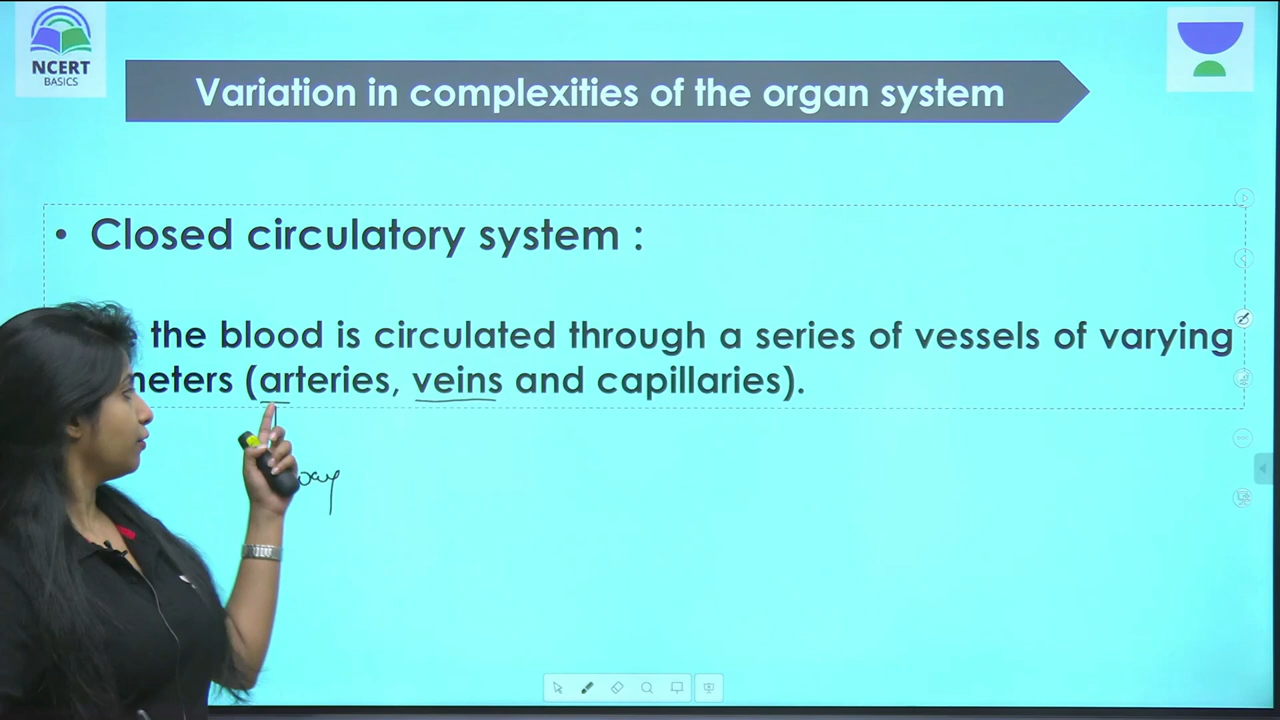 NCERT
BASICS
Variation in complexities of the organ system
• Closed circulatory system :
the blood is circulated through a series of vessels of varying
(arteries, veins and capillaries).